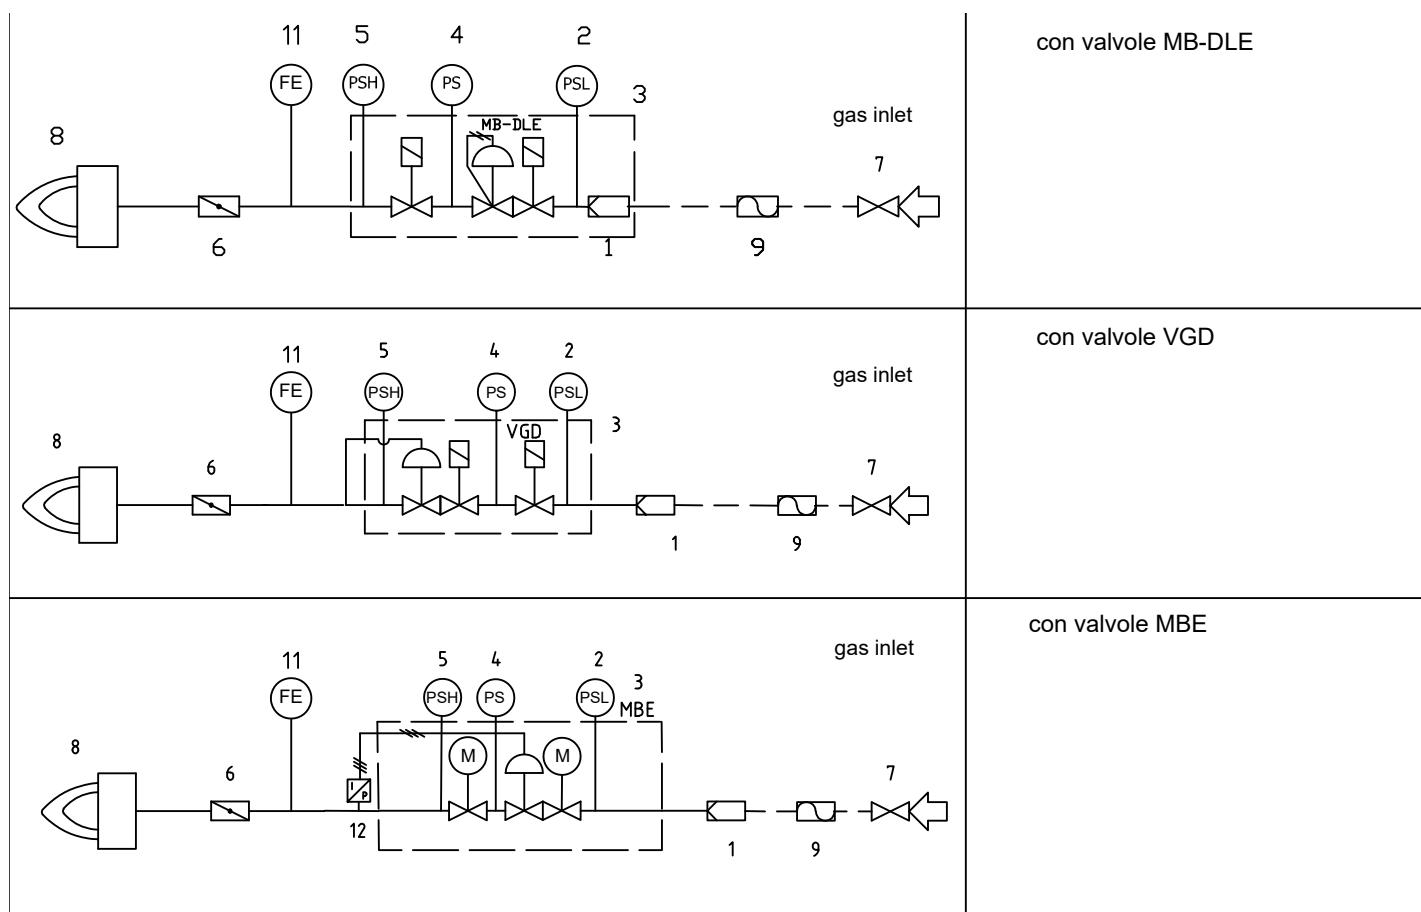 11 5 4 2
FE PSH PS PSL
3
con valvole MB-DLE
MB-DLE
gas inlet
8
7
6 1 9
con valvole VGD
11 5 4 2
gas inlet
FE PSH PS PSL
VGD 3
8 6 7
1 9
con valvole MBE
gas inlet
11 5 4 2
FE PSH PS PSL
3
MBE
M M
8 6 7
I/P
12 1 9